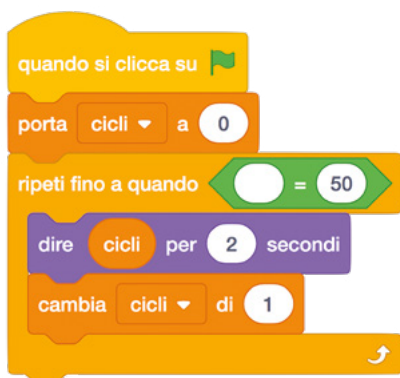 quando si clicca su
porta cicli a 0
ripeti fino a quando = 50
dire cicli per 2 secondi
cambia cicli di 1